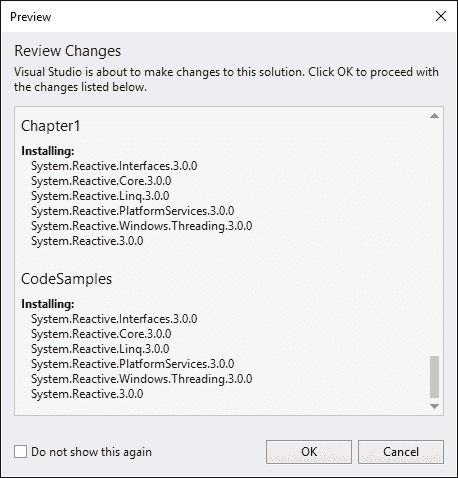 Preview
Review Changes
Visual Studio is about to make changes to this solution. Click OK to proceed with
the changes listed below.
Chapter1
Installing:
System.Reactive.Interfaces.3.0.0
System.Reactive.Core.3.0.0
System.Reactive.Linq.3.0.0
System.Reactive.PlatformServices.3.0.0
System.Reactive.Windows.Threading.3.0.0
System.Reactive.3.0.0
CodeSamples
Installing:
System.Reactive.Interfaces.3.0.0
System.Reactive.Core.3.0.0
System.Reactive.Linq.3.0.0
System.Reactive.PlatformServices.3.0.0
System.Reactive.Windows.Threading.3.0.0
System.Reactive.3.0.0
Do not show this again
OK
Cancel